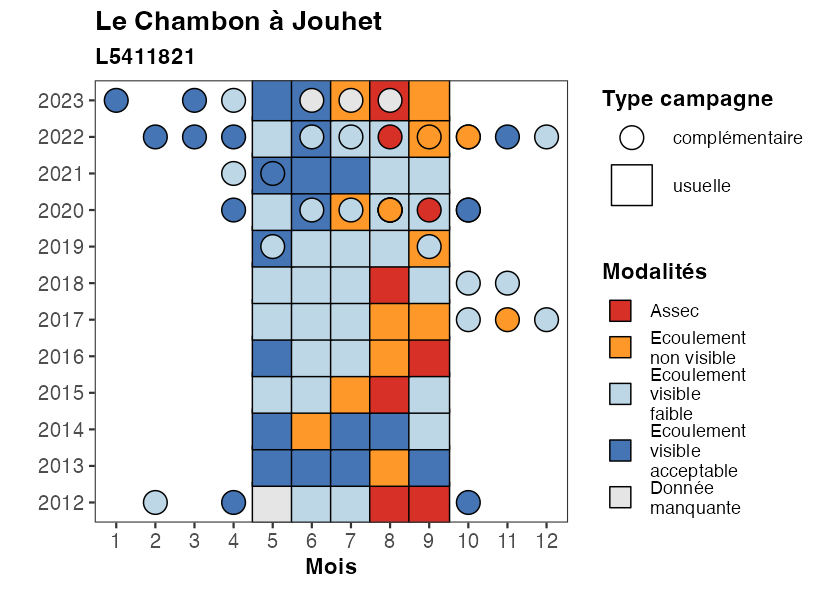 Le Chambon à Jouhet
L5411821
2023
2022
2021
2020
2019
2018
2017
2016
2015
2014
2013
2012
1 2 3 4 5 6 7 8 9 10 11 12
Mois
Type campagne
complémentaire
usuelle
Modalités
Assec
Ecoulement
non visible
Ecoulement
visible
faible
Ecoulement
visible
acceptable
Donnée
manquante